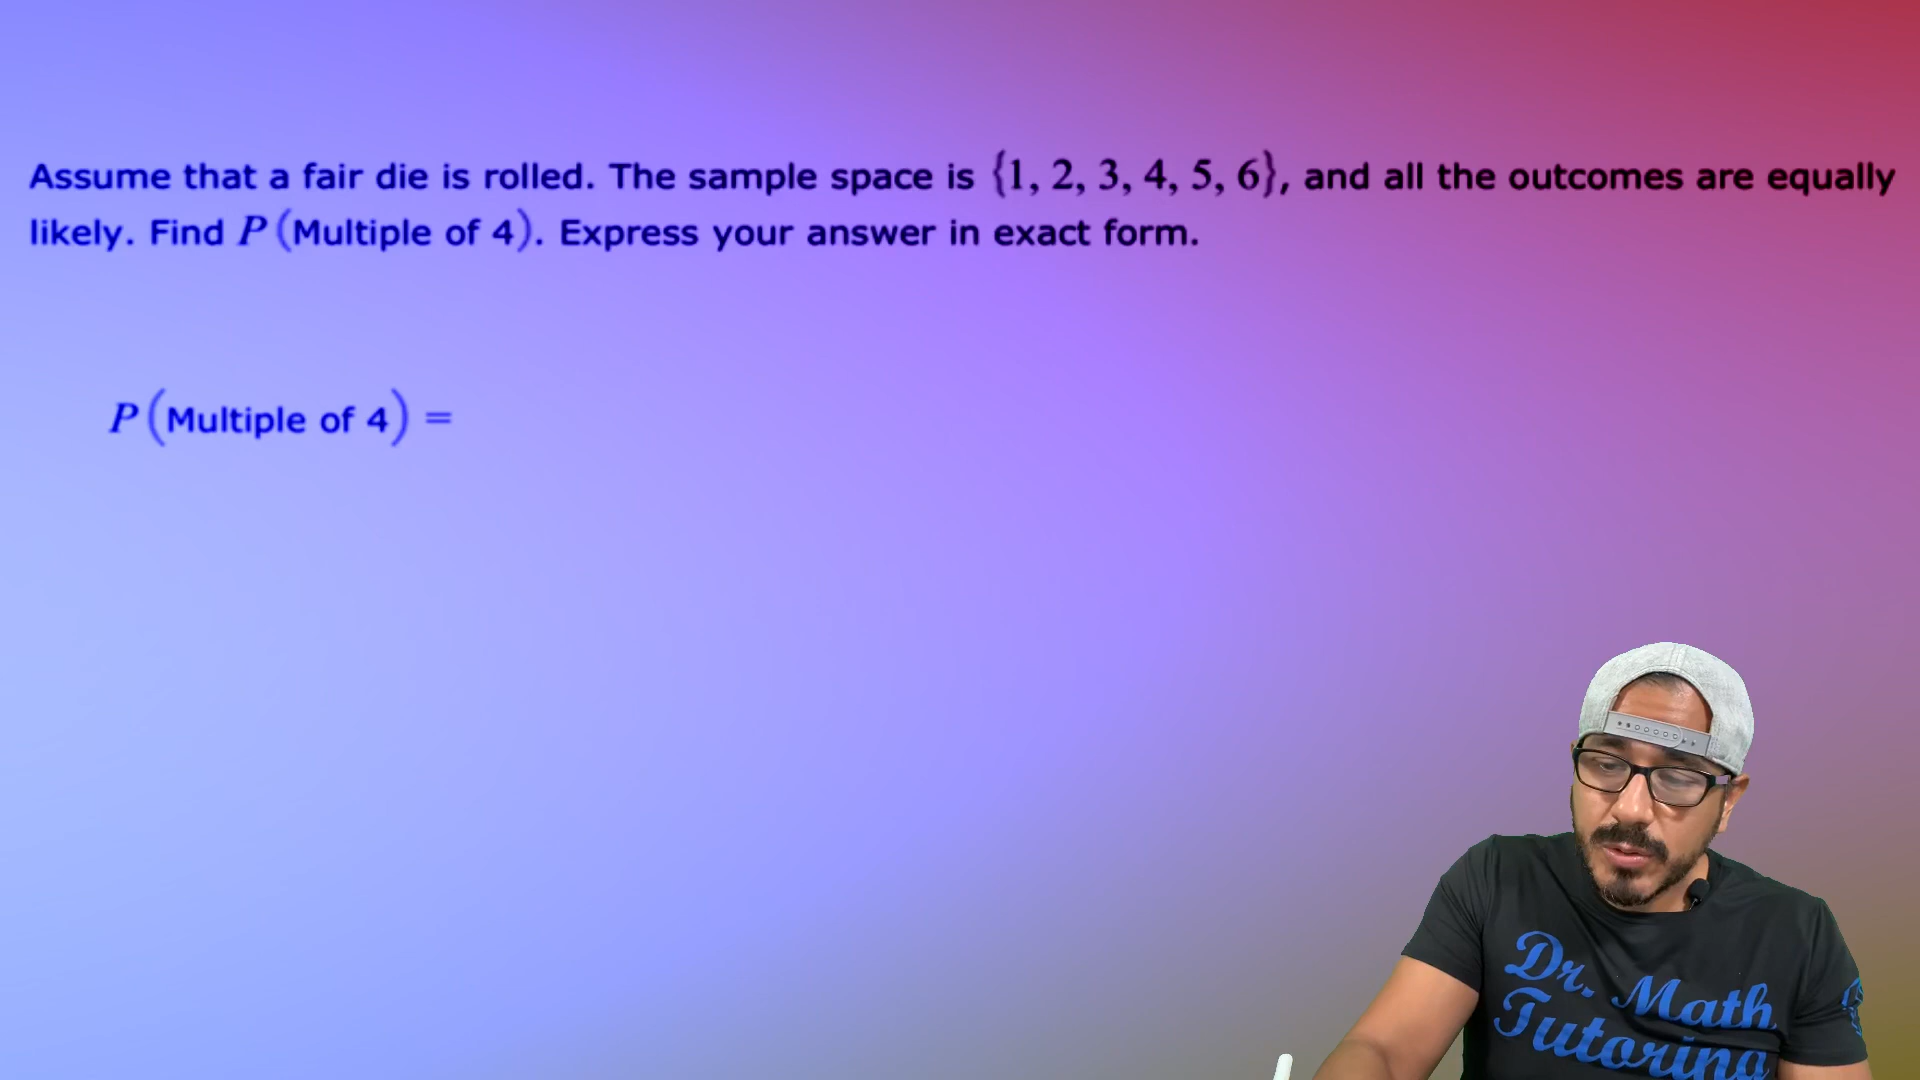 Assume that a fair die is rolled. The sample space is {1, 2, 3, 4, 5, 6}, and all the outcomes are equally
likely. Find P (Multiple of 4). Express your answer in exact form.
P (Multiple of 4) =
Dr. Math
Tutoring